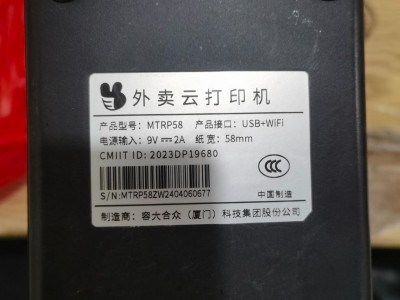 外卖云打印机
产品型号：MTRP58 产品接口：USB+WiFi
电源输入：9V⎓2A 纸宽：58mm
CMIIT ID: 2023DP19680
CCC
S/N:MTRP58ZW2404060677
中国制造
制造商：容大合众（厦门）科技集团股份公司